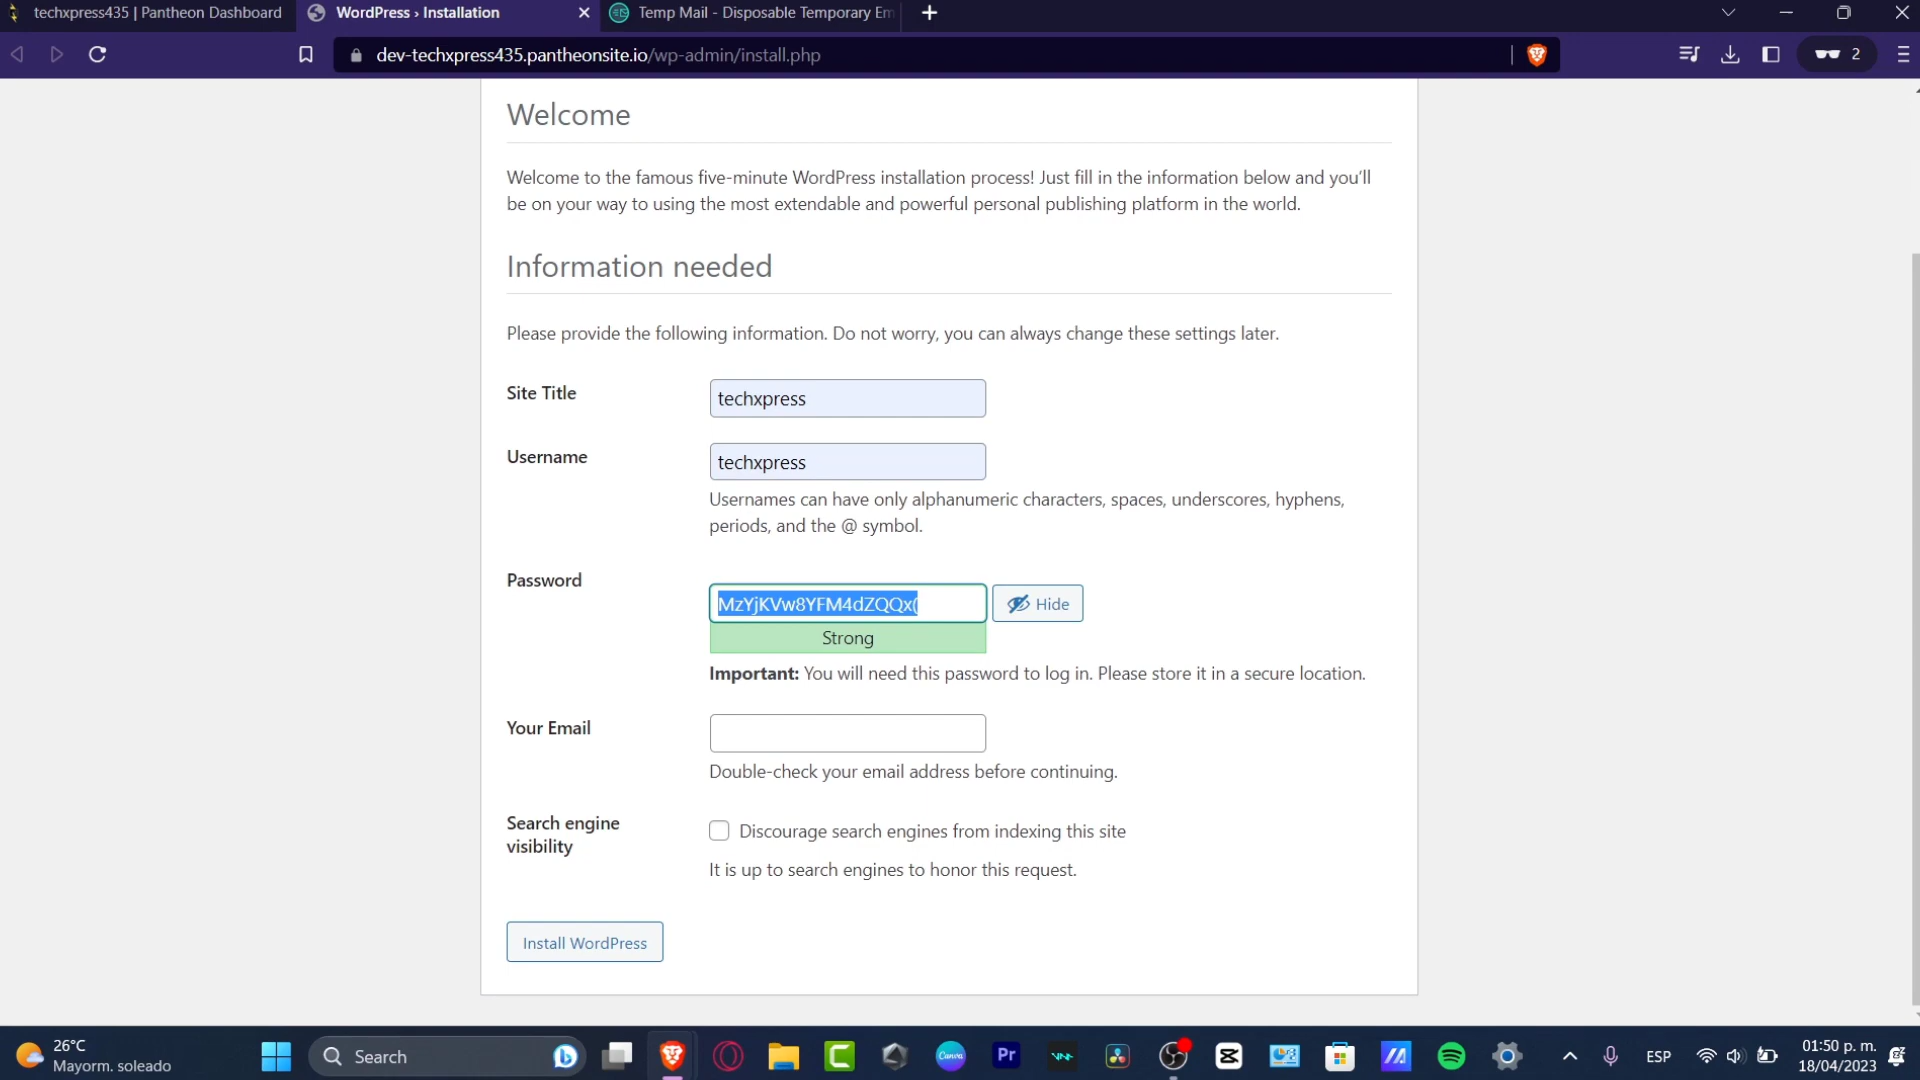 techxpress435 | Pantheon Dashboard
WordPress › Installation
Temp Mail - Disposable Temporary Em
dev-techxpress435.pantheonsite.io/wp-admin/install.php
2
Welcome
Welcome to the famous five-minute WordPress installation process! Just fill in the information below and you'll
be on your way to using the most extendable and powerful personal publishing platform in the world.
Information needed
Please provide the following information. Do not worry, you can always change these settings later.
Site Title
techxpress
Username
techxpress
Usernames can have only alphanumeric characters, spaces, underscores, hyphens,
periods, and the @ symbol.
Password
MzYjKVw8YFM4dZQQx(
Hide
Strong
Important: You will need this password to log in. Please store it in a secure location.
Your Email
Double-check your email address before continuing.
Search engine
visibility
Discourage search engines from indexing this site
It is up to search engines to honor this request.
Install WordPress
26°C
Mayorm. soleado
Search
Canva
Pr
VN
ESP
01:50 p. m.
18/04/2023